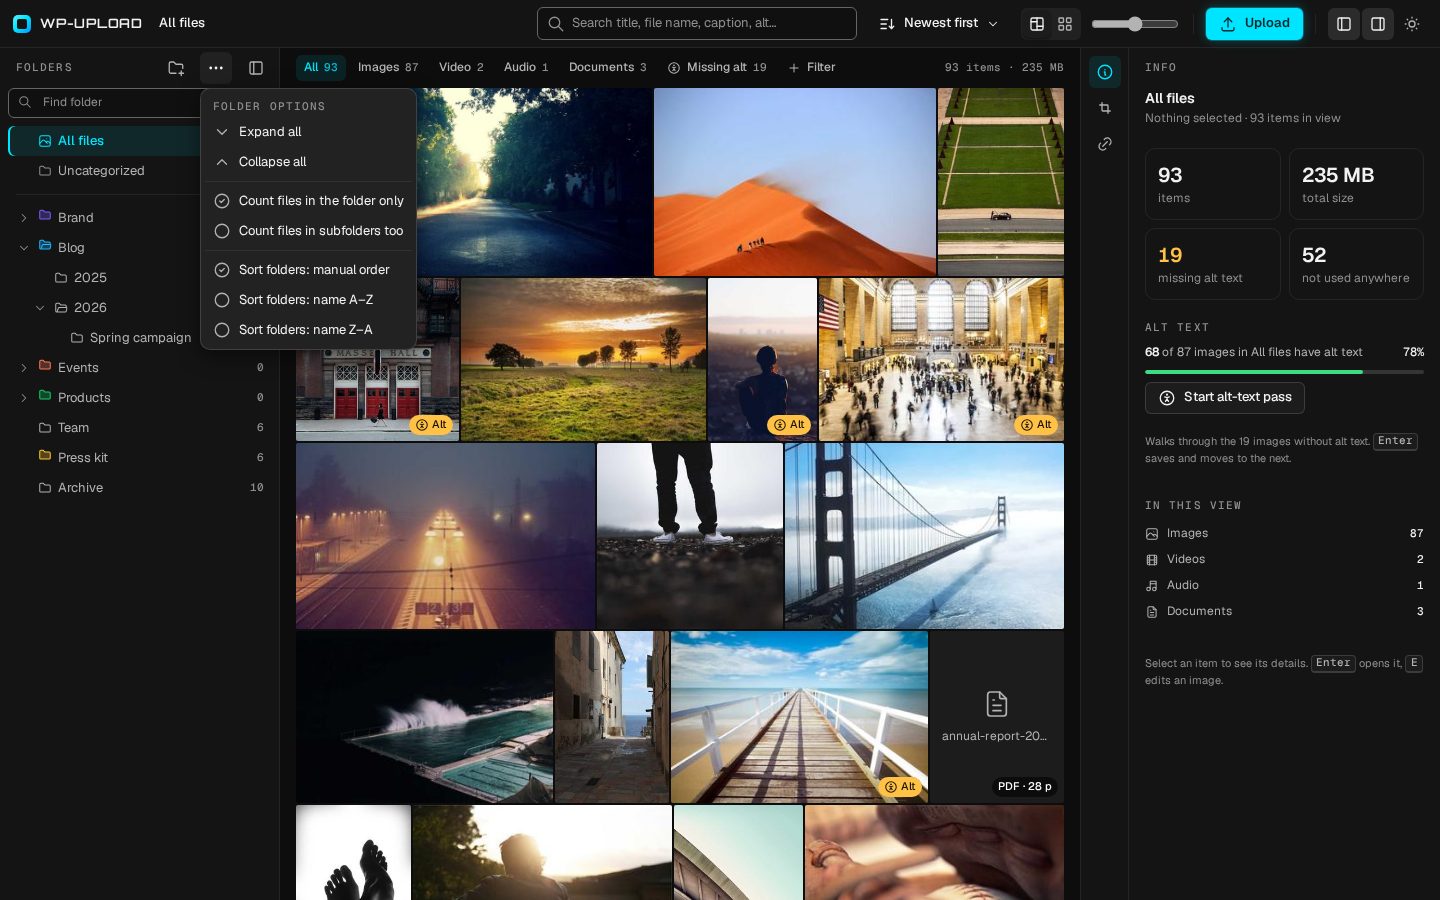 WP-UPLOAD
All files
Search title, file name, caption, alt...
Newest first
Upload
FOLDERS
Find folder
All files
Uncategorized
Brand
Blog
2025
2026
Spring campaign
Events 0
Products 0
Team 6
Press kit 6
Archive 10
FOLDER OPTIONS
Expand all
Collapse all
Count files in the folder only
Count files in subfolders too
Sort folders: manual order
Sort folders: name A–Z
Sort folders: name Z–A
All 93 Images 87 Video 2 Audio 1 Documents 3 Missing alt 19 Filter
93 items · 235 MB
MASSEY HALL
Alt
Alt
Alt
Alt
annual-report-20...
PDF · 28 p
INFO
All files
Nothing selected · 93 items in view
93
items
235 MB
total size
19
missing alt text
52
not used anywhere
ALT TEXT
68 of 87 images in All files have alt text 78%
Start alt-text pass
Walks through the 19 images without alt text. Enter
saves and moves to the next.
IN THIS VIEW
Images 87
Videos 2
Audio 1
Documents 3
Select an item to see its details. Enter opens it, E
edits an image.